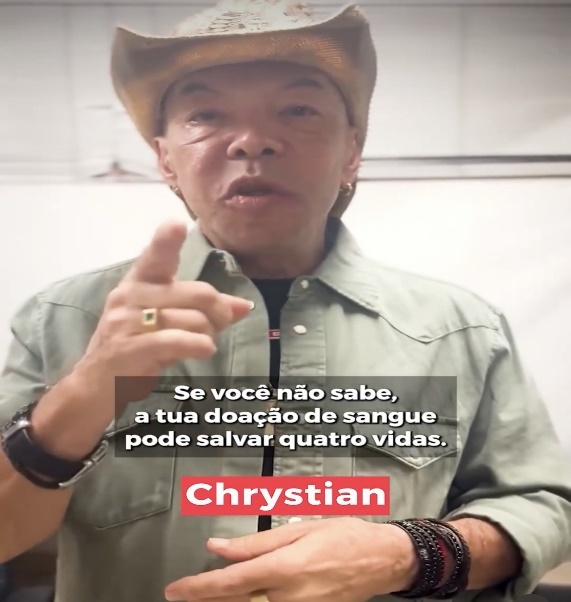 Se você não sabe,
a tua doação de sangue
pode salvar quatro vidas.
Chrystian